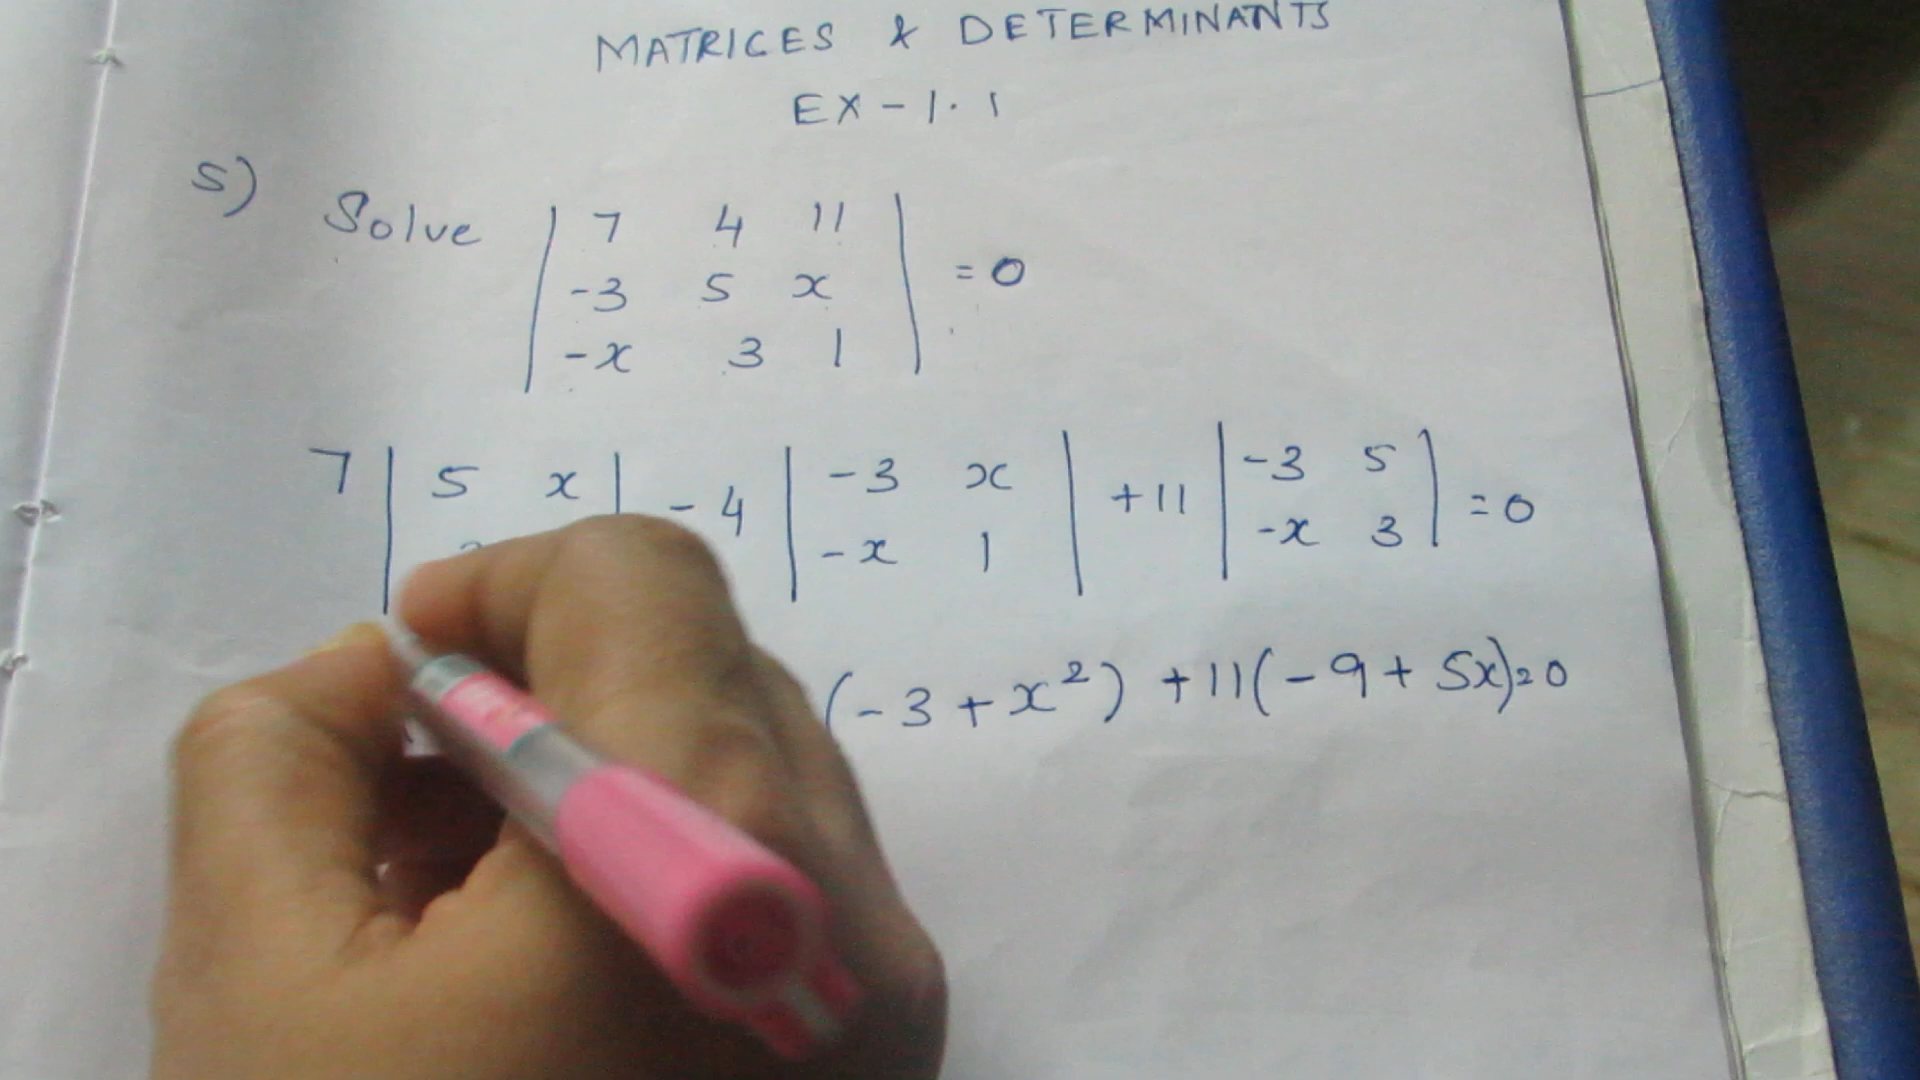 MATRICES & DETERMINANTS
EX - 1.1
5) Solve | 7 4 11 | = 0
| -3 5 x |
| -x 3 1 |
7 | 5 x | - 4 | -3 x | + 11 | -3 5 | = 0
| -x 1 | | -x 3 |
(-3 + x²) + 11(-9 + 5x) = 0